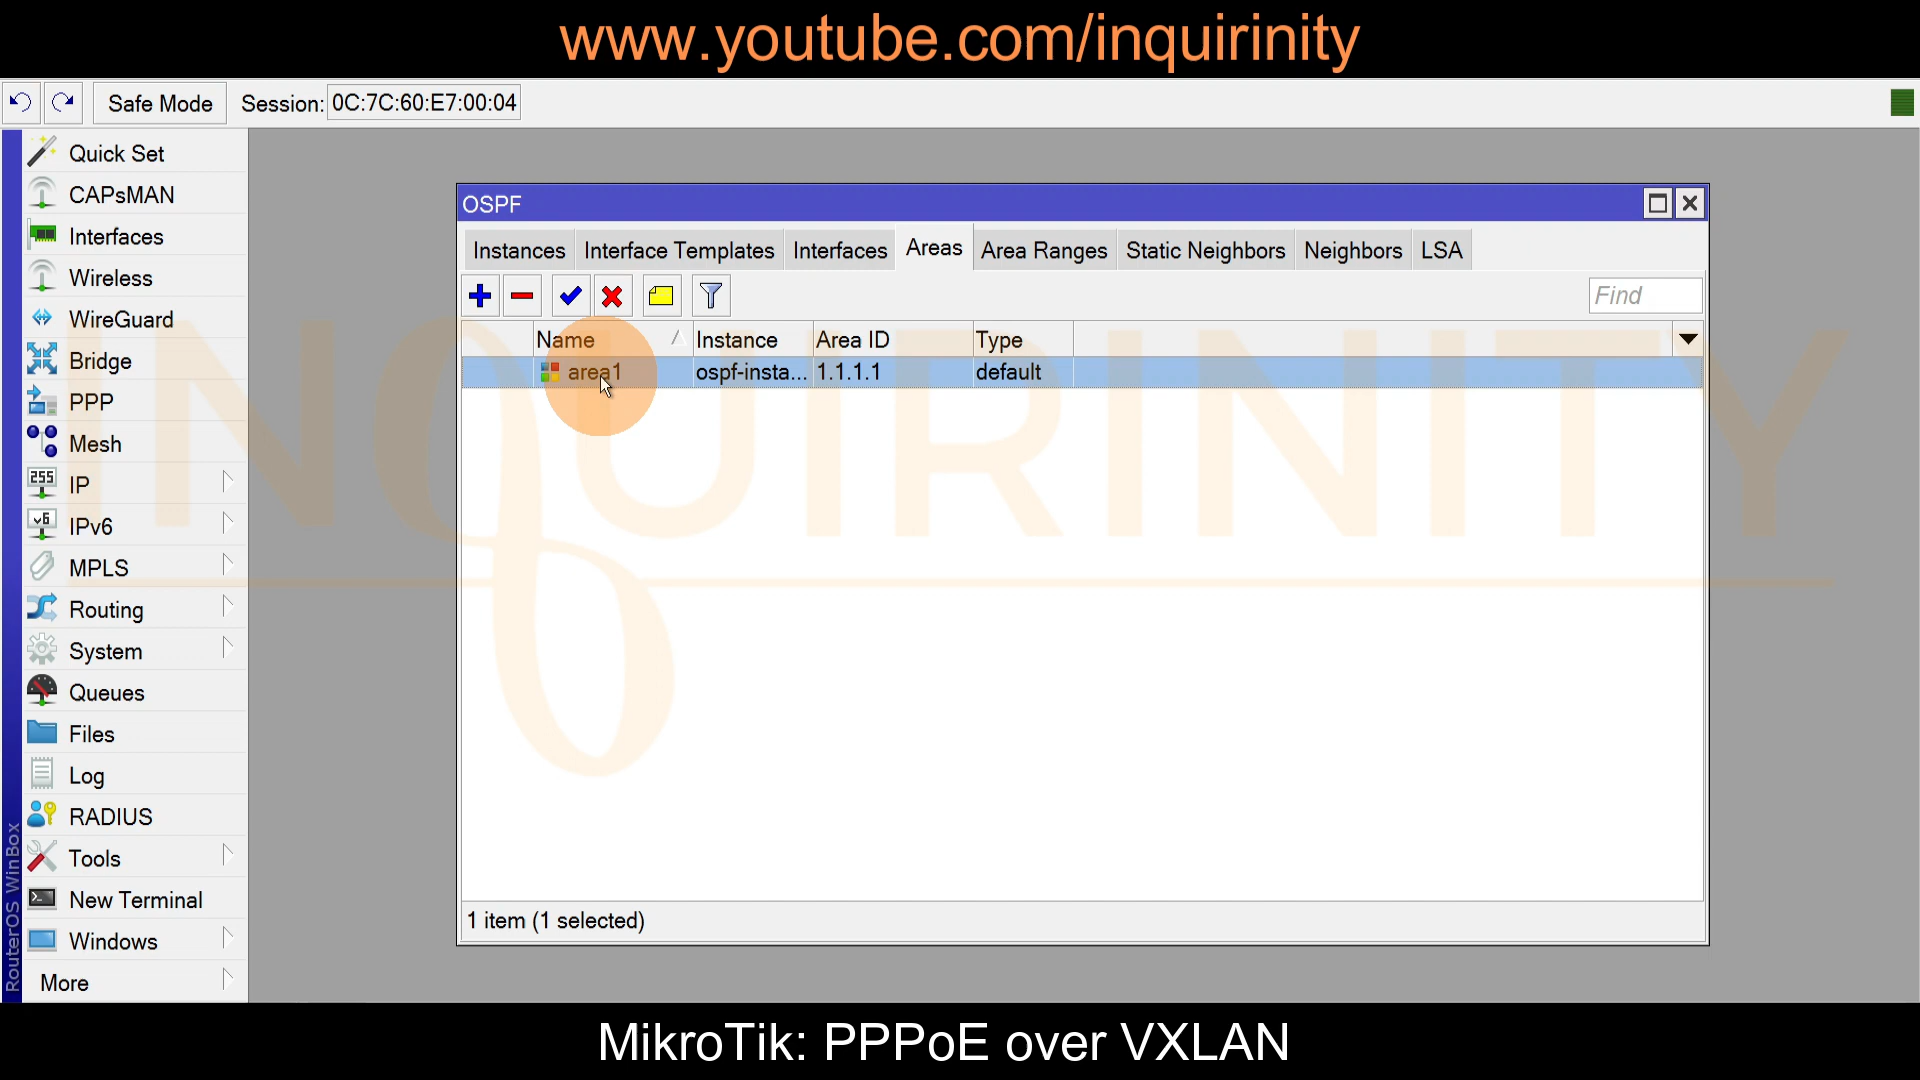 www.youtube.com/inquirinity
Safe Mode Session: 0C:7C:60:E7:00:04
Quick Set
CAPsMAN
Interfaces
Wireless
WireGuard
Bridge
PPP
Mesh
255 IP
v6 IPv6
MPLS
Routing
System
Queues
Files
Log
RADIUS
Tools
New Terminal
Windows
More
RouterOS WinBox
OSPF
Instances Interface Templates Interfaces Areas Area Ranges Static Neighbors Neighbors LSA
Find
Name Instance Area ID Type
area1 ospf-insta... 1.1.1.1 default
1 item (1 selected)
INQUIRINITY
MikroTik: PPPoE over VXLAN